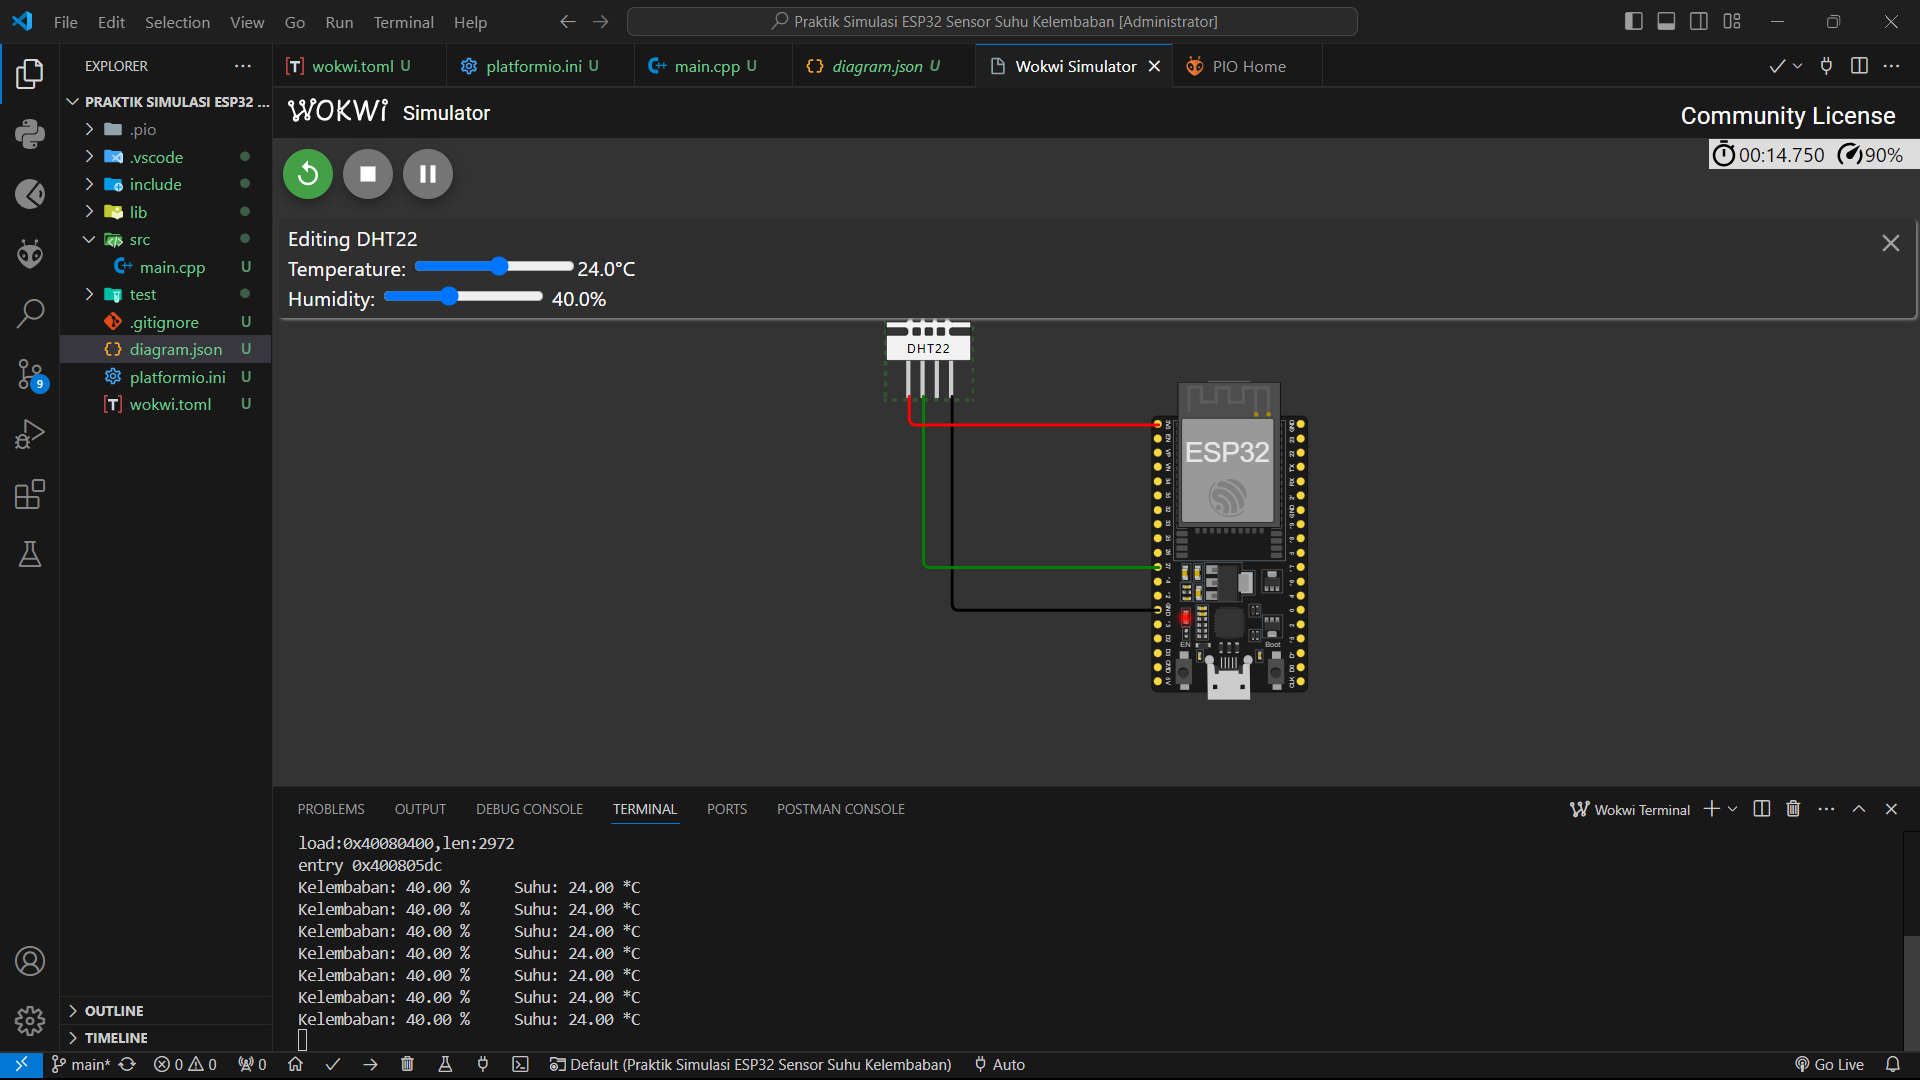 File Edit Selection View Go Run Terminal Help
Praktik Simulasi ESP32 Sensor Suhu Kelembaban [Administrator]
EXPLORER
wokwi.toml U
platformio.ini U
main.cpp U
diagram.json U
Wokwi Simulator
PIO Home
PRAKTIK SIMULASI ESP32 ...
.pio
.vscode
include
lib
src
main.cpp U
test
.gitignore U
diagram.json U
platformio.ini U
wokwi.toml U
OUTLINE
TIMELINE
9
WOKWi Simulator
Community License
00:14.750 90%
Editing DHT22
Temperature: 24.0°C
Humidity: 40.0%
DHT22
ESP32
EN
Boot
PROBLEMS OUTPUT DEBUG CONSOLE TERMINAL PORTS POSTMAN CONSOLE
Wokwi Terminal
load:0x40080400,len:2972
entry 0x400805dc
Kelembaban: 40.00 % Suhu: 24.00 *C
Kelembaban: 40.00 % Suhu: 24.00 *C
Kelembaban: 40.00 % Suhu: 24.00 *C
Kelembaban: 40.00 % Suhu: 24.00 *C
Kelembaban: 40.00 % Suhu: 24.00 *C
Kelembaban: 40.00 % Suhu: 24.00 *C
Kelembaban: 40.00 % Suhu: 24.00 *C
main* 0 0 0 Default (Praktik Simulasi ESP32 Sensor Suhu Kelembaban) Auto Go Live